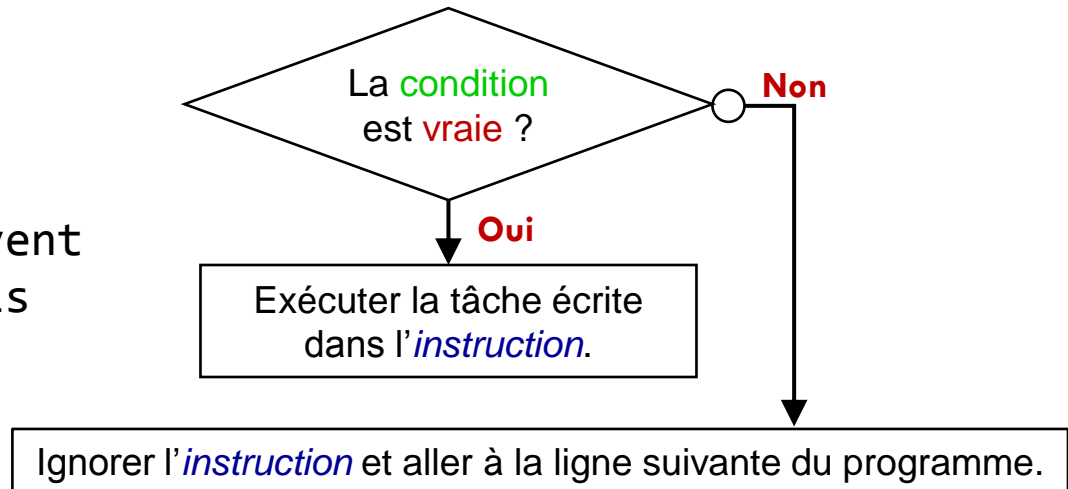 La condition
est vraie ?
Non
Oui
Exécuter la tâche écrite
dans l’instruction.
Ignorer l’instruction et aller à la ligne suivante du programme.